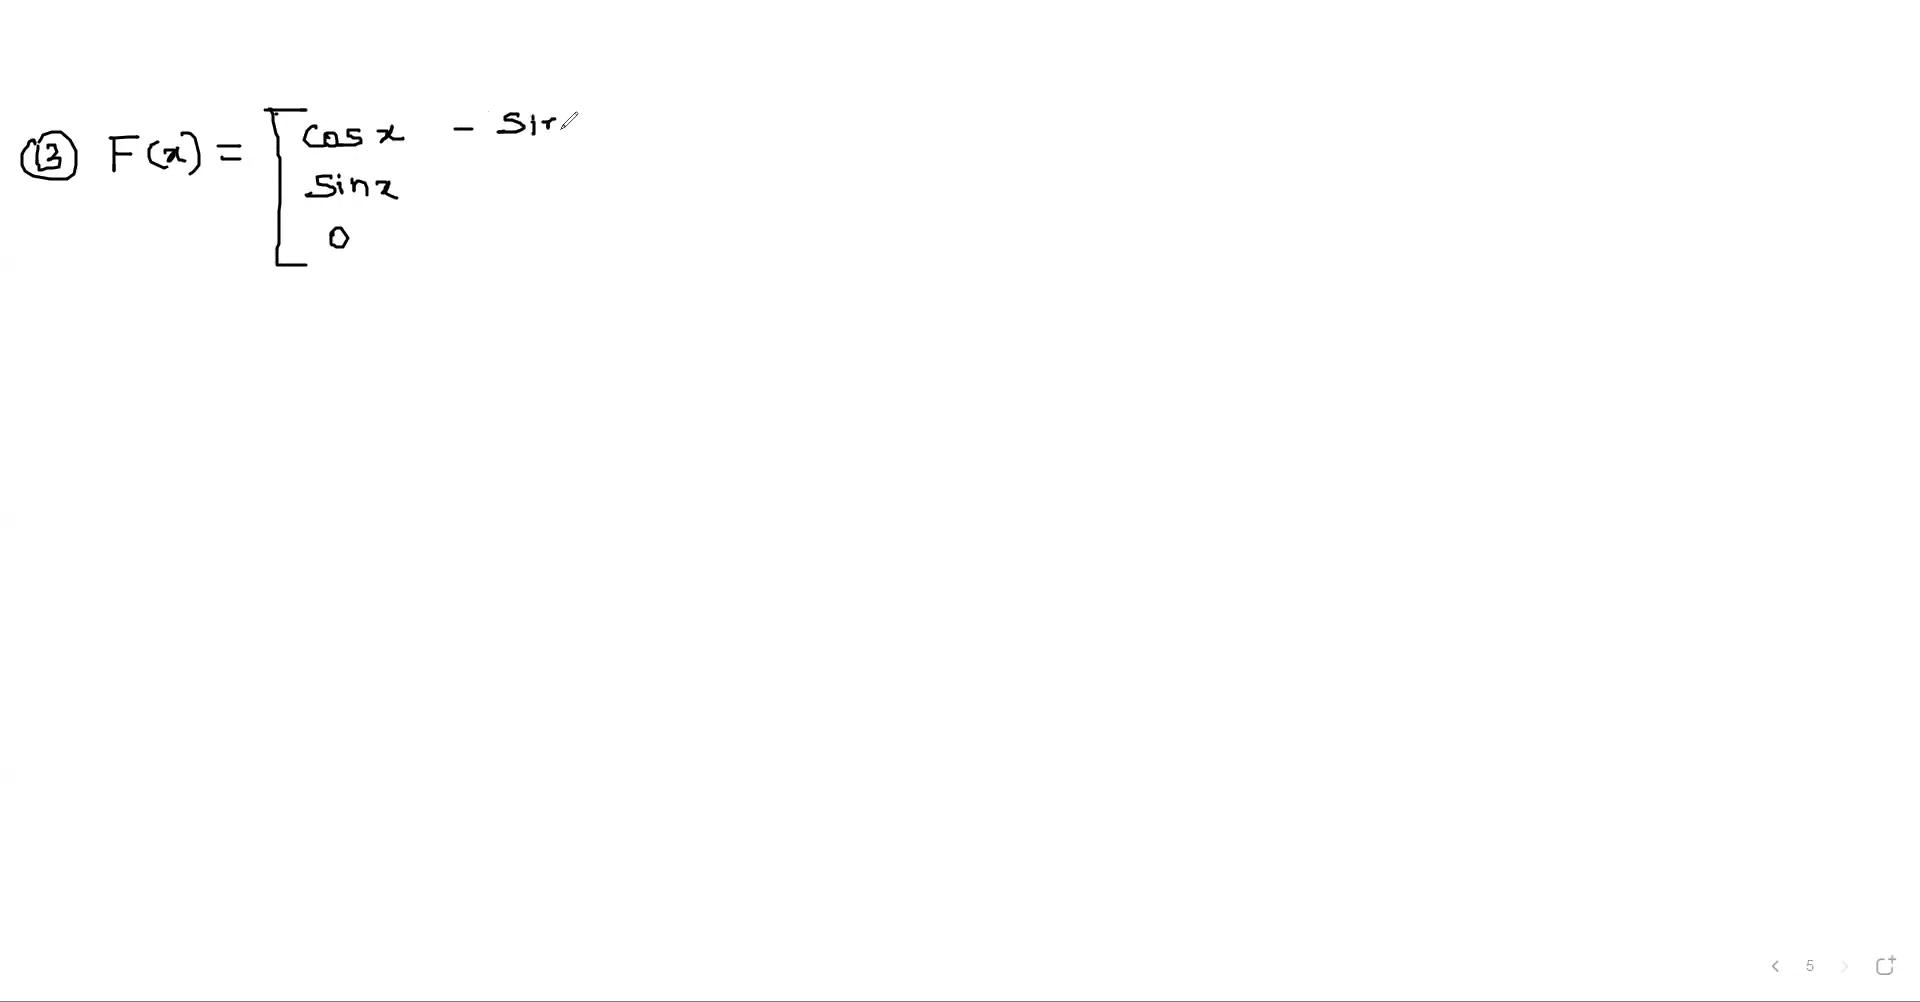 (13) F(x) = [ cos x - sin
sin x
0
5